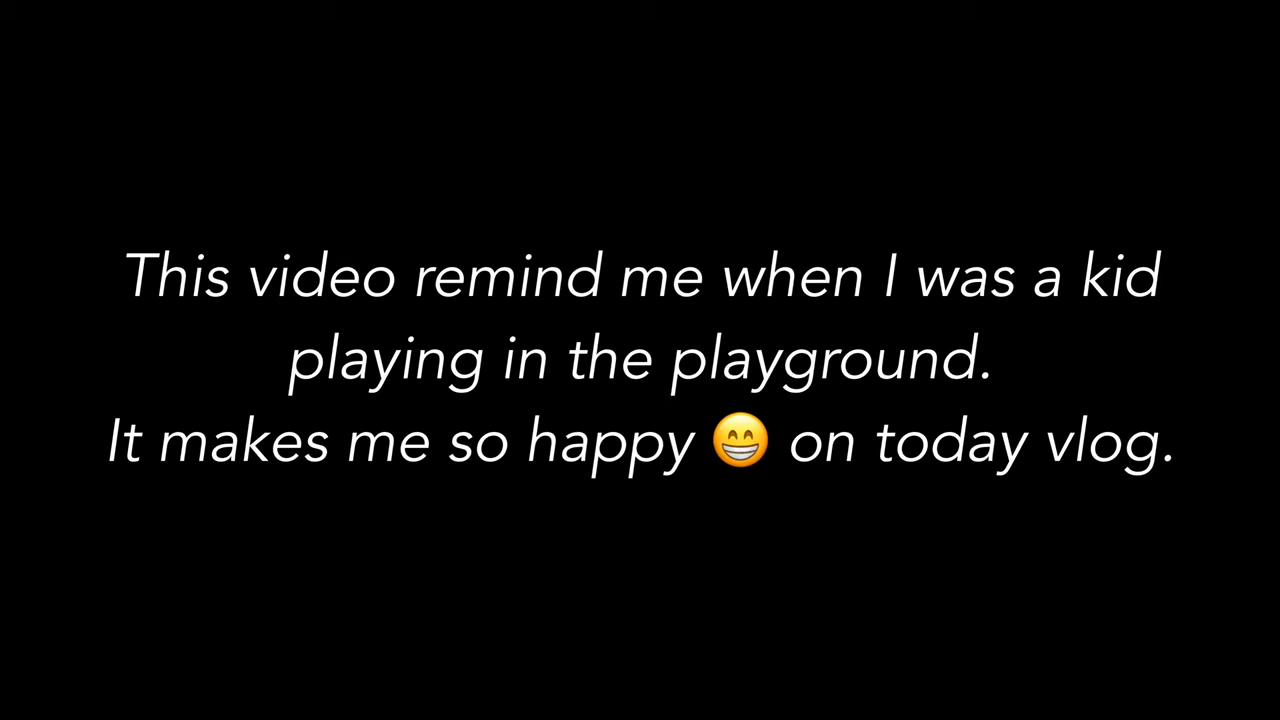 This video remind me when I was a kid
playing in the playground.
It makes me so happy 😁 on today vlog.